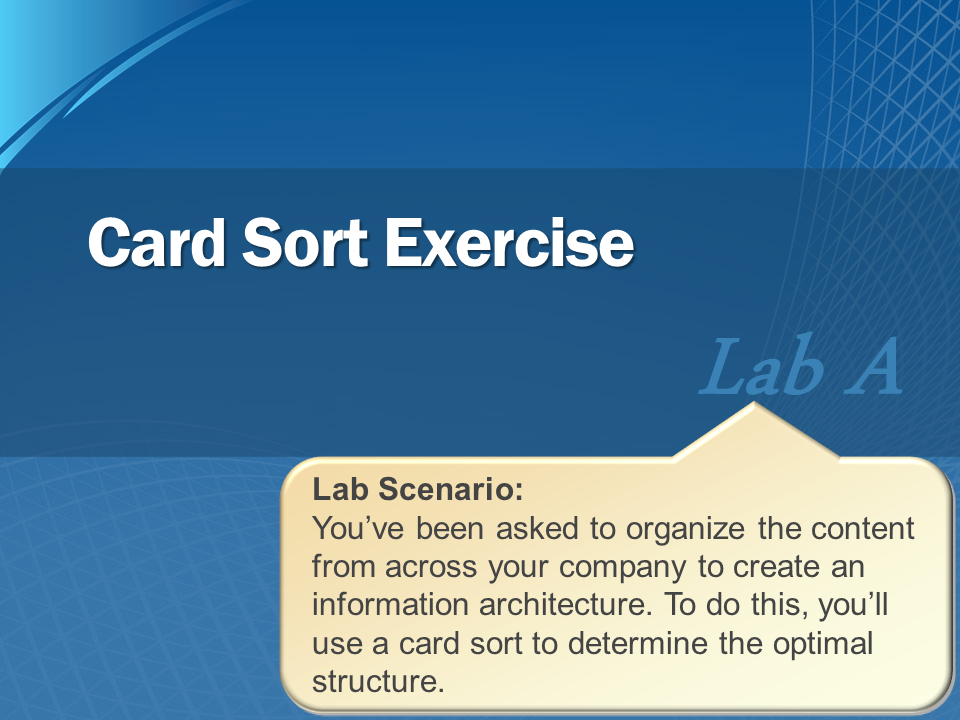 Card Sort Exercise
Lab A
Lab Scenario:
You’ve been asked to organize the content
from across your company to create an
information architecture. To do this, you’ll
use a card sort to determine the optimal
structure.